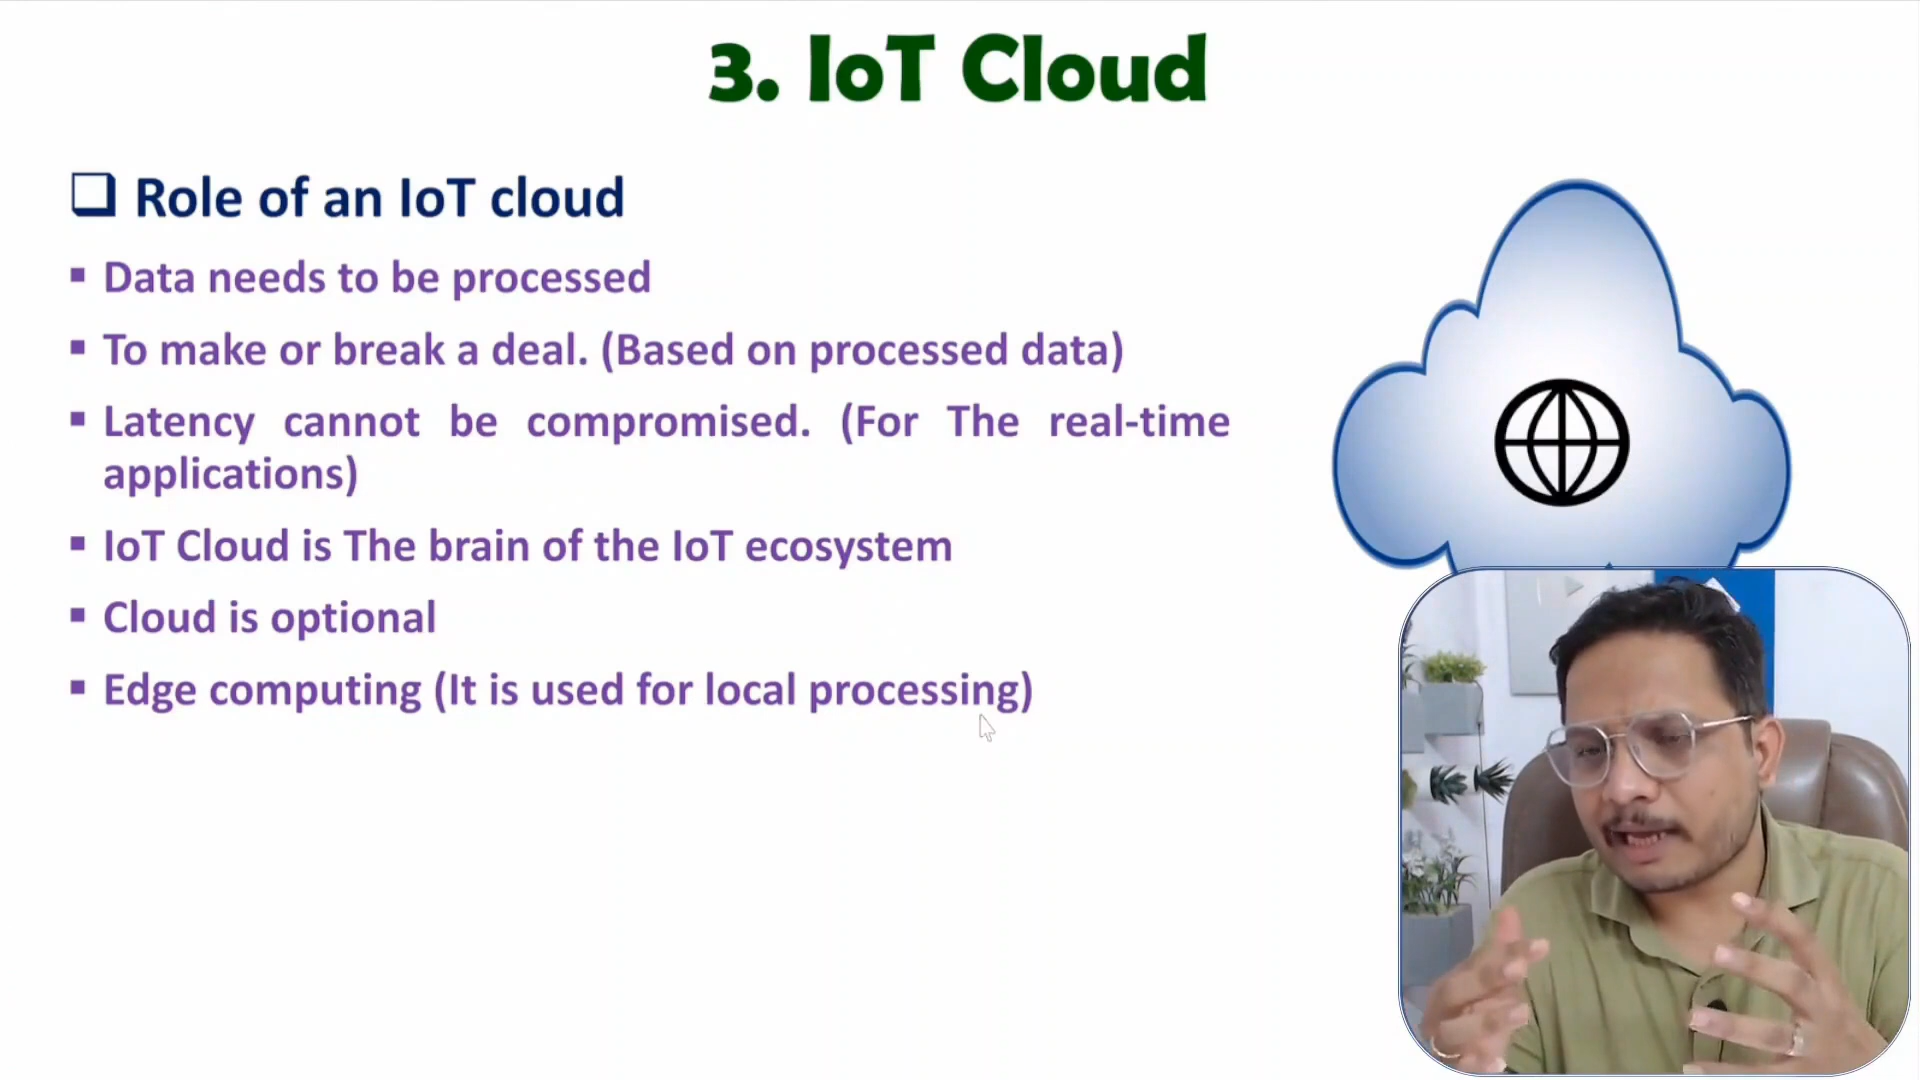 3. IoT Cloud
Role of an IoT cloud
Data needs to be processed
To make or break a deal. (Based on processed data)
Latency cannot be compromised. (For The real-time
applications)
IoT Cloud is The brain of the IoT ecosystem
Cloud is optional
Edge computing (It is used for local processing)